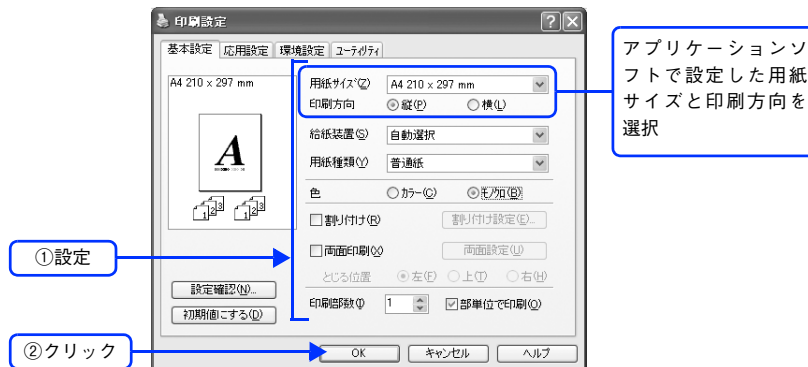 印刷設定
基本設定 応用設定 環境設定 ユーティリティ
A4 210 x 297 mm
A
1 2 3 1 2 3
設定確認(N)...
初期値にする(D)
用紙サイズ(Z) A4 210 x 297 mm
印刷方向 縦(P) 横(L)
給紙装置(S) 自動選択
用紙種類(Y) 普通紙
色 カラー(C) モノクロ(B)
割り付け(R) 割り付け設定(E)...
両面印刷(X) 両面設定(U)
とじる位置 左(F) 上(T) 右(H)
印刷部数(I) 1 部単位で印刷(O)
OK キャンセル ヘルプ
アプリケーションソ
フトで設定した用紙
サイズと印刷方向を
選択
①設定
②クリック